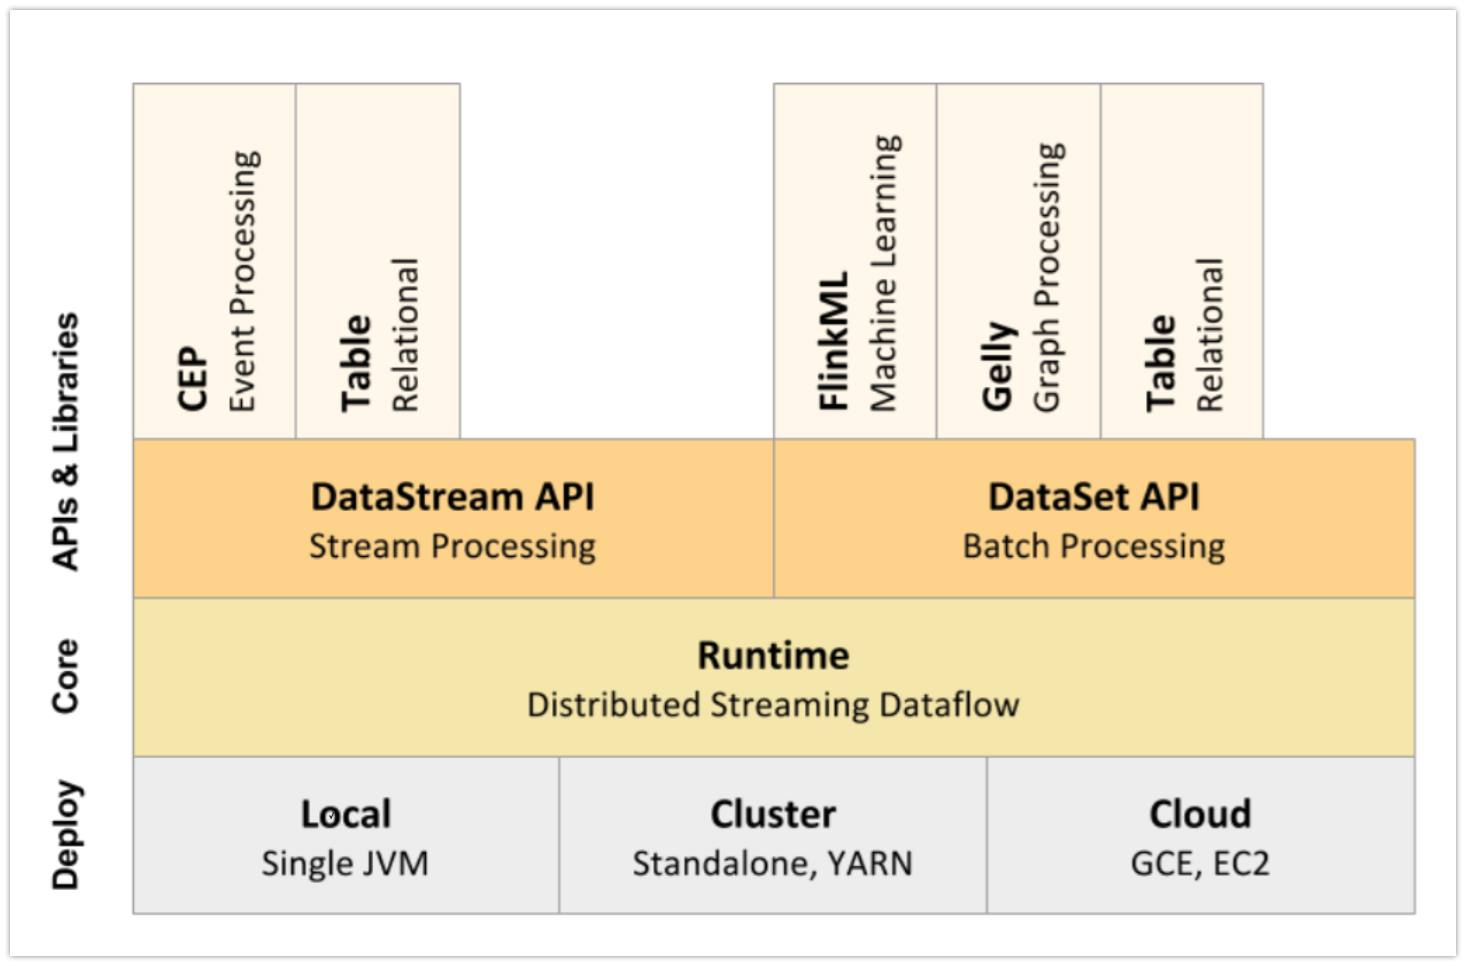 CEP
Event Processing
Table
Relational
FlinkML
Machine Learning
Gelly
Graph Processing
Table
Relational
APIs & Libraries
DataStream API
Stream Processing
DataSet API
Batch Processing
Core
Runtime
Distributed Streaming Dataflow
Deploy
Local
Single JVM
Cluster
Standalone, YARN
Cloud
GCE, EC2